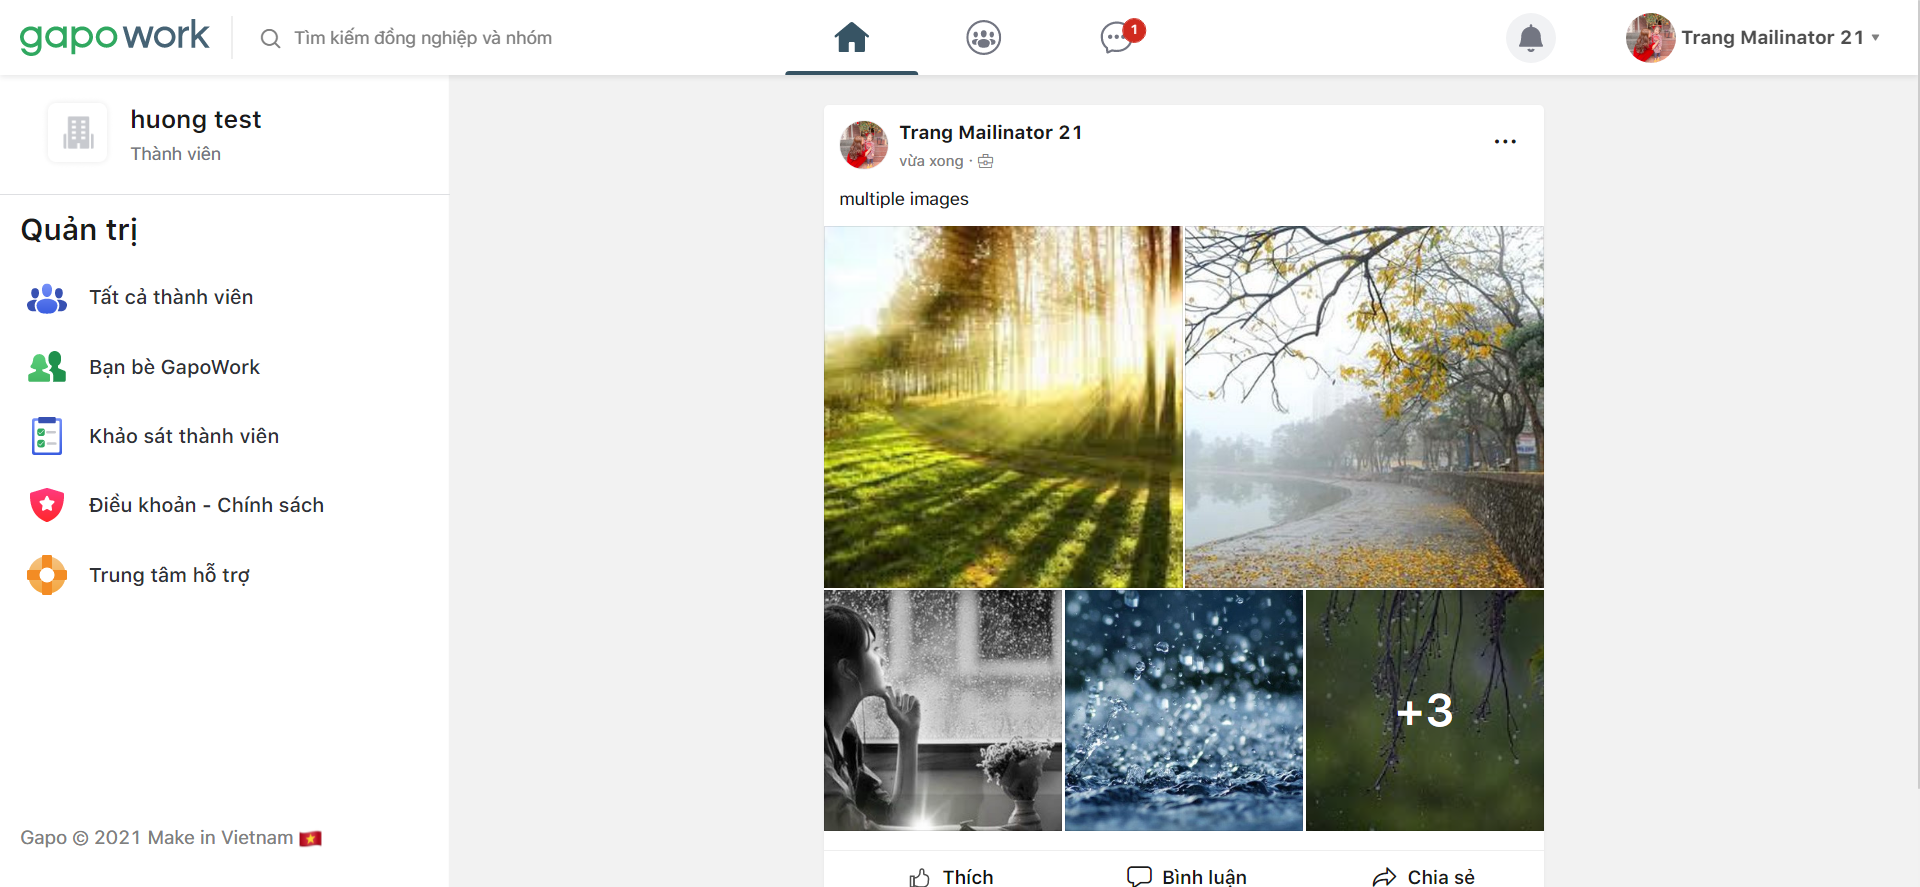 gapowork
Tìm kiếm đồng nghiệp và nhóm
1
Trang Mailinator 21
huong test
Thành viên
Quản trị
Tất cả thành viên
Bạn bè GapoWork
Khảo sát thành viên
Điều khoản - Chính sách
Trung tâm hỗ trợ
Gapo © 2021 Make in Vietnam
Trang Mailinator 21
vừa xong ·
multiple images
+3
Thích
Bình luận
Chia sẻ